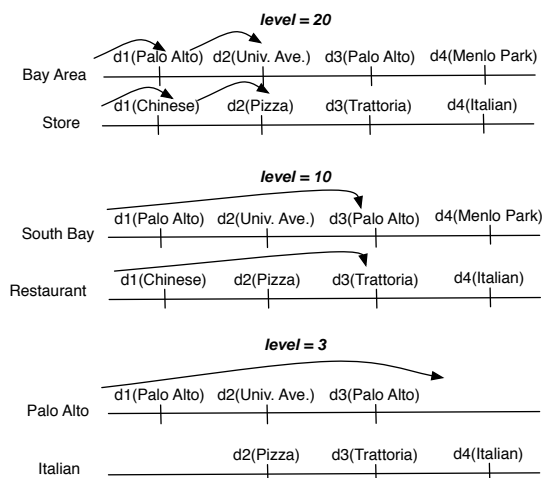 level = 20
d1(Palo Alto) d2(Univ. Ave.) d3(Palo Alto) d4(Menlo Park)
Bay Area
d1(Chinese) d2(Pizza) d3(Trattoria) d4(Italian)
Store
level = 10
d1(Palo Alto) d2(Univ. Ave.) d3(Palo Alto) d4(Menlo Park)
South Bay
d1(Chinese) d2(Pizza) d3(Trattoria) d4(Italian)
Restaurant
level = 3
d1(Palo Alto) d2(Univ. Ave.) d3(Palo Alto)
Palo Alto
d2(Pizza) d3(Trattoria) d4(Italian)
Italian